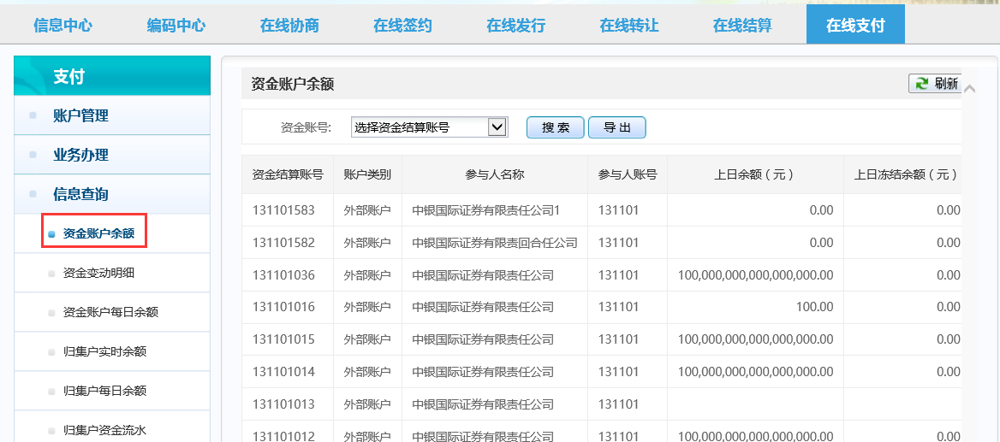 信息中心 编码中心 在线协商 在线签约 在线发行 在线转让 在线结算 在线支付
支付
账户管理
业务办理
信息查询
资金账户余额
资金变动明细
资金账户每日余额
归集户实时余额
归集户每日余额
归集户资金流水
资金账户余额 刷新
资金账号: 选择资金结算账号 搜 索 导 出
资金结算账号 账户类别 参与人名称 参与人账号 上日余额（元） 上日冻结余额（元）
131101583 外部账户 中银国际证券有限责任公司1 131101 0.00 0.00
131101582 外部账户 中银国际证券有限责回合任公司 131101 0.00 0.00
131101036 外部账户 中银国际证券有限责任公司 131101 100,000,000,000,000,000.00 0.00
131101016 外部账户 中银国际证券有限责任公司 131101 100.00 0.00
131101015 外部账户 中银国际证券有限责任公司 131101 100,000,000,000,000,000.00 0.00
131101014 外部账户 中银国际证券有限责任公司 131101 100,000,000,000,000,000.00 0.00
131101013 外部账户 中银国际证券有限责任公司 131101
131101012 外部账户 中银国际证券有限责任公司 131101 100,000,000,000,000,000.00 0.00